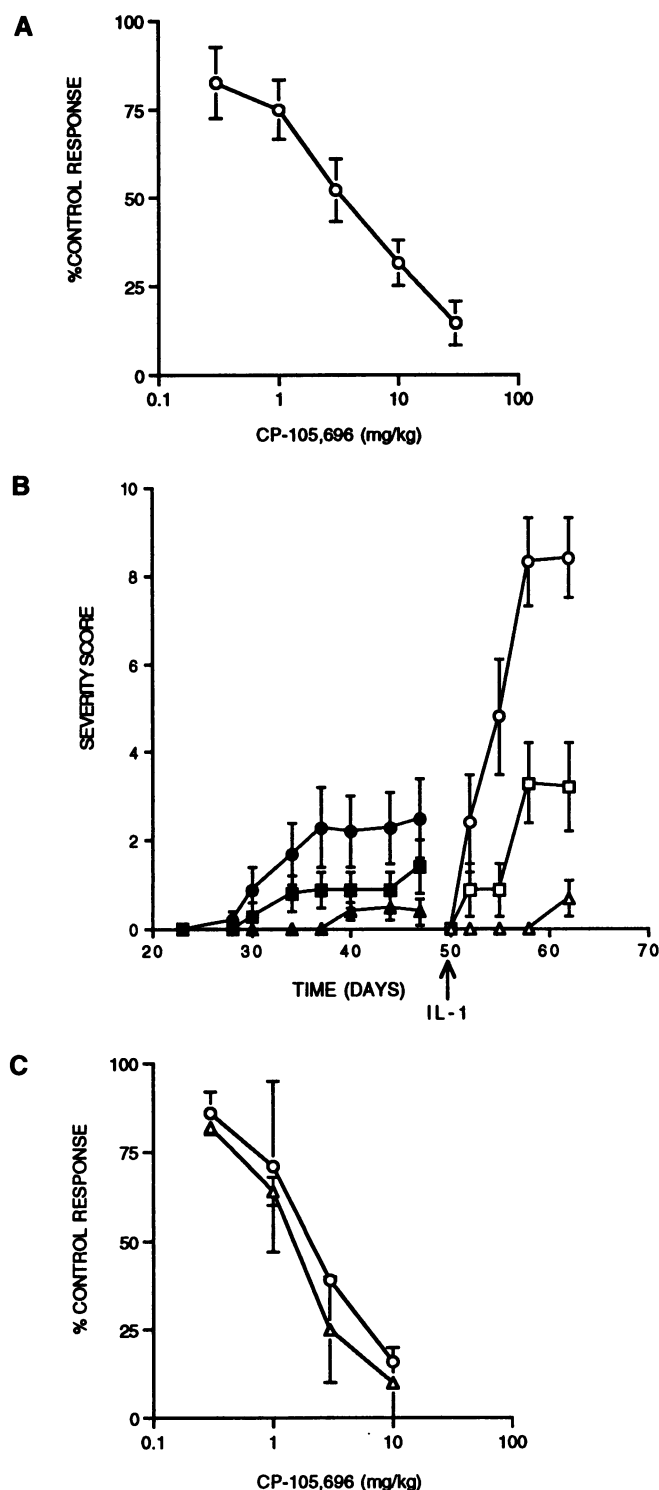 A
100
75
50
25
0
%CONTROL RESPONSE
0.1 1 10 100
CP-105,696 (mg/kg)
B
10
8
6
4
2
0
SEVERITY SCORE
20 30 40 50 60 70
TIME (DAYS)
IL-1
C
100
75
50
25
0
% CONTROL RESPONSE
0.1 1 10 100
CP-105,696 (mg/kg)